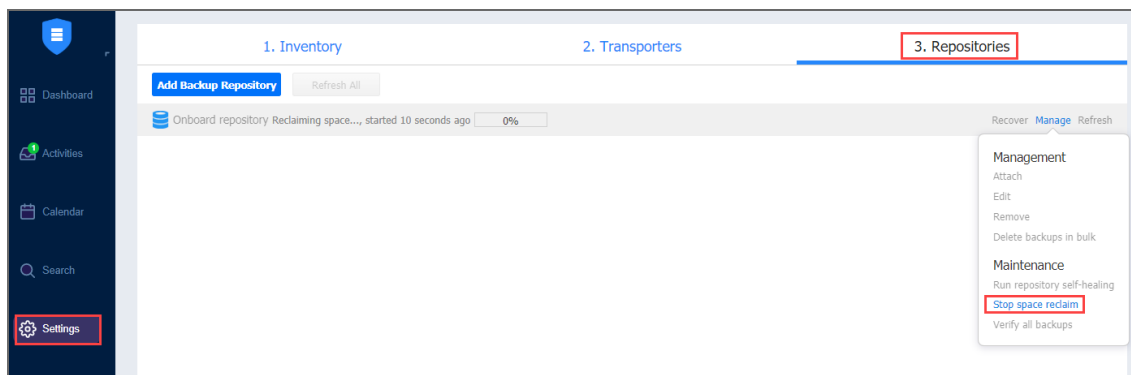 1. Inventory
2. Transporters
3. Repositories
Add Backup Repository
Refresh All
Dashboard
Onboard repository Reclaiming space..., started 10 seconds ago 0%
Recover Manage Refresh
1
Activities
Management
Attach
Edit
Remove
Delete backups in bulk
Calendar
Maintenance
Run repository self-healing
Stop space reclaim
Verify all backups
Search
Settings